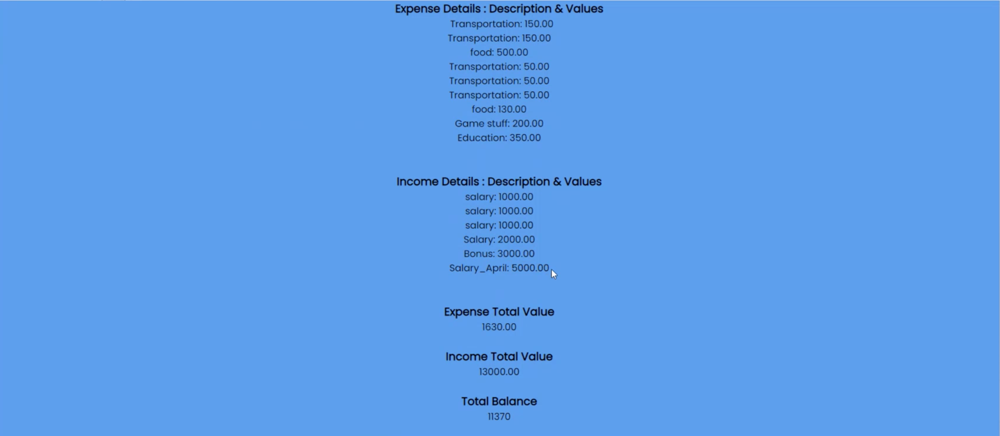 Expense Details : Description & Values
Transportation: 150.00
Transportation: 150.00
food: 500.00
Transportation: 50.00
Transportation: 50.00
Transportation: 50.00
food: 130.00
Game stuff: 200.00
Education: 350.00
Income Details : Description & Values
salary: 1000.00
salary: 1000.00
salary: 1000.00
Salary: 2000.00
Bonus: 3000.00
Salary_April: 5000.00
Expense Total Value
1630.00
Income Total Value
13000.00
Total Balance
11370